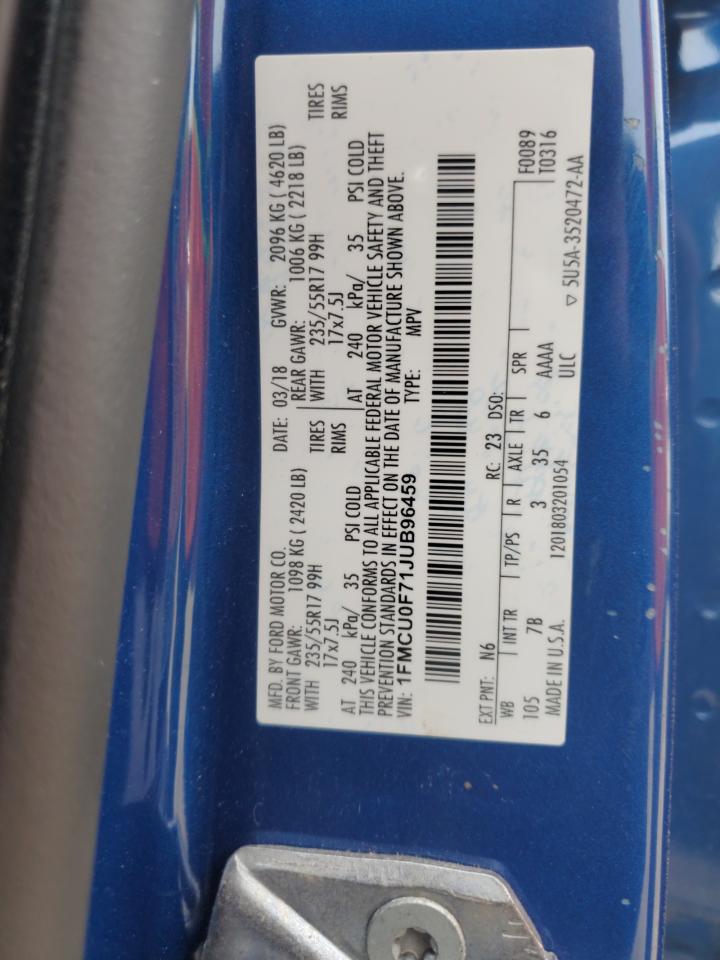 MFD. BY FORD MOTOR CO. DATE: 03/18 GVWR: 2096 KG ( 4620 LB)
FRONT GAWR: 1098 KG ( 2420 LB) REAR GAWR: 1006 KG ( 2218 LB)
WITH 235/55R17 99H TIRES WITH 235/55R17 99H TIRES
17x7.5J RIMS 17x7.5J RIMS
AT 240 kPa/ 35 PSI COLD AT 240 kPa/ 35 PSI COLD
THIS VEHICLE CONFORMS TO ALL APPLICABLE FEDERAL MOTOR VEHICLE SAFETY AND THEFT
PREVENTION STANDARDS IN EFFECT ON THE DATE OF MANUFACTURE SHOWN ABOVE.
VIN: 1FMCU0F71JUB96459 TYPE: MPV
EXT PNT: N6 RC: 23 DSO: F0089
WB INT TR TP/PS R AXLE TR SPR T0316
105 7B 3 35 6 AAAA
MADE IN U.S.A. 1201803201054 ULC ▽ 5U5A-3520472-AA